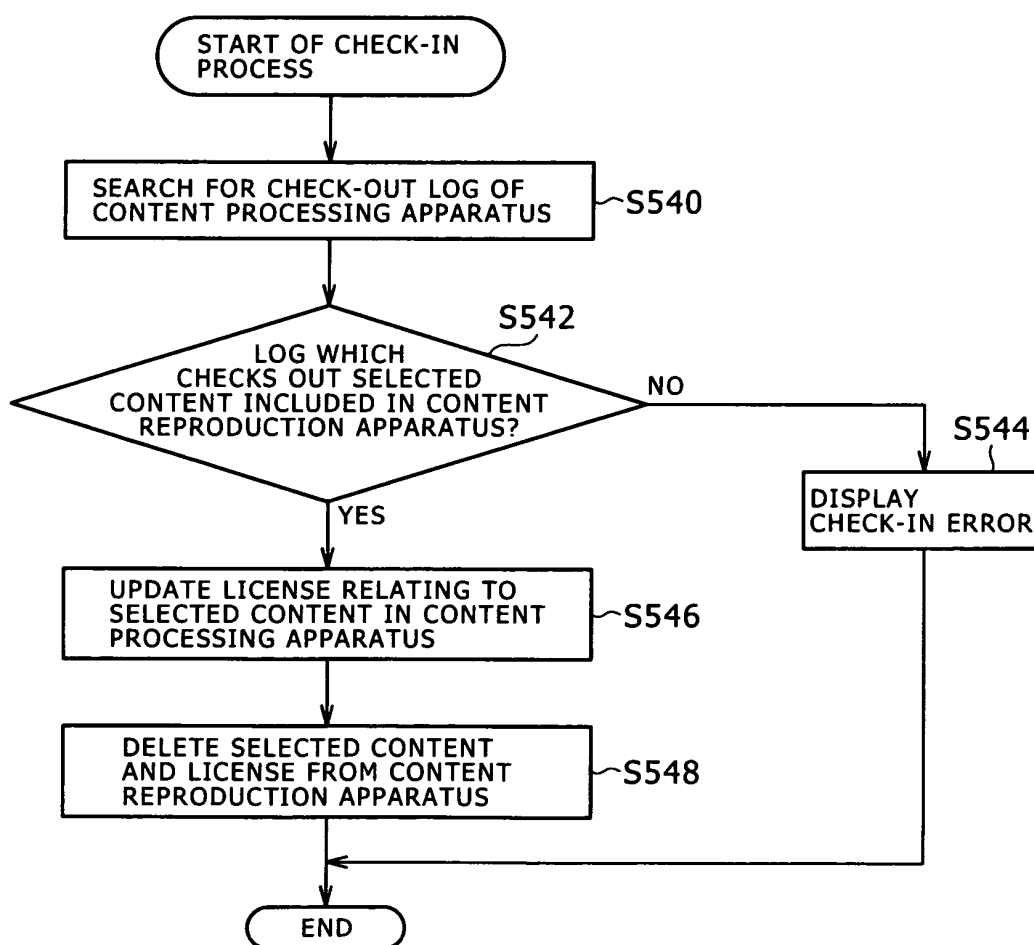 START OF CHECK-IN
PROCESS
SEARCH FOR CHECK-OUT LOG OF
CONTENT PROCESSING APPARATUS
S540
S542
LOG WHICH
CHECKS OUT SELECTED
CONTENT INCLUDED IN CONTENT
REPRODUCTION APPARATUS?
NO
S544
DISPLAY
CHECK-IN ERROR
YES
UPDATE LICENSE RELATING TO
SELECTED CONTENT IN CONTENT
PROCESSING APPARATUS
S546
DELETE SELECTED CONTENT
AND LICENSE FROM CONTENT
REPRODUCTION APPARATUS
S548
END